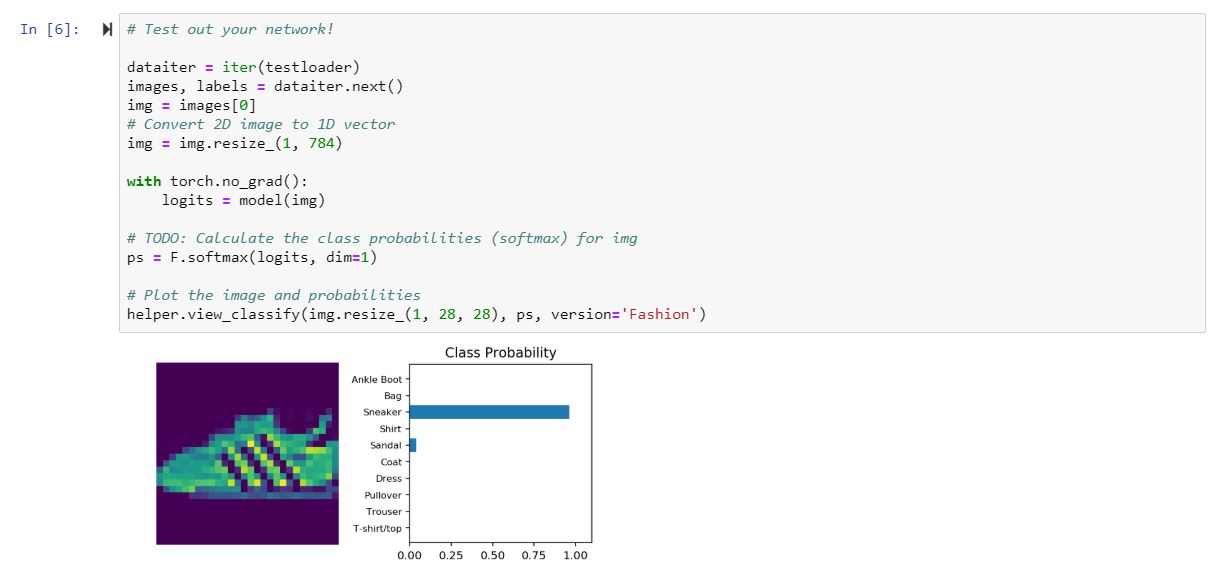 In [6]:
# Test out your network!
dataiter = iter(testloader)
images, labels = dataiter.next()
img = images[0]
# Convert 2D image to 1D vector
img = img.resize_(1, 784)
with torch.no_grad():
    logits = model(img)
# TODO: Calculate the class probabilities (softmax) for img
ps = F.softmax(logits, dim=1)
# Plot the image and probabilities
helper.view_classify(img.resize_(1, 28, 28), ps, version='Fashion')
Class Probability
Ankle Boot
Bag
Sneaker
Shirt
Sandal
Coat
Dress
Pullover
Trouser
T-shirt/top
0.00 0.25 0.50 0.75 1.00